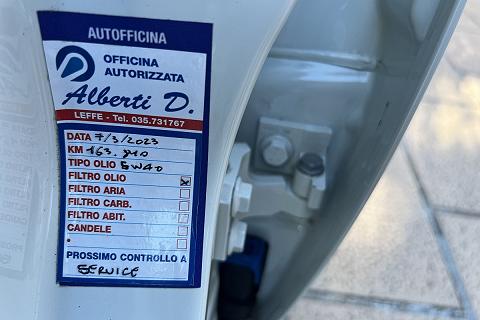 AUTOFFICINA
OFFICINA
AUTORIZZATA
Alberti D.
LEFFE - Tel. 035.731767
DATA 7/3/2023
KM 163.910
TIPO OLIO 5W40
FILTRO OLIO
FILTRO ARIA
FILTRO CARB.
FILTRO ABIT.
CANDELE
PROSSIMO CONTROLLO A
SERVICE